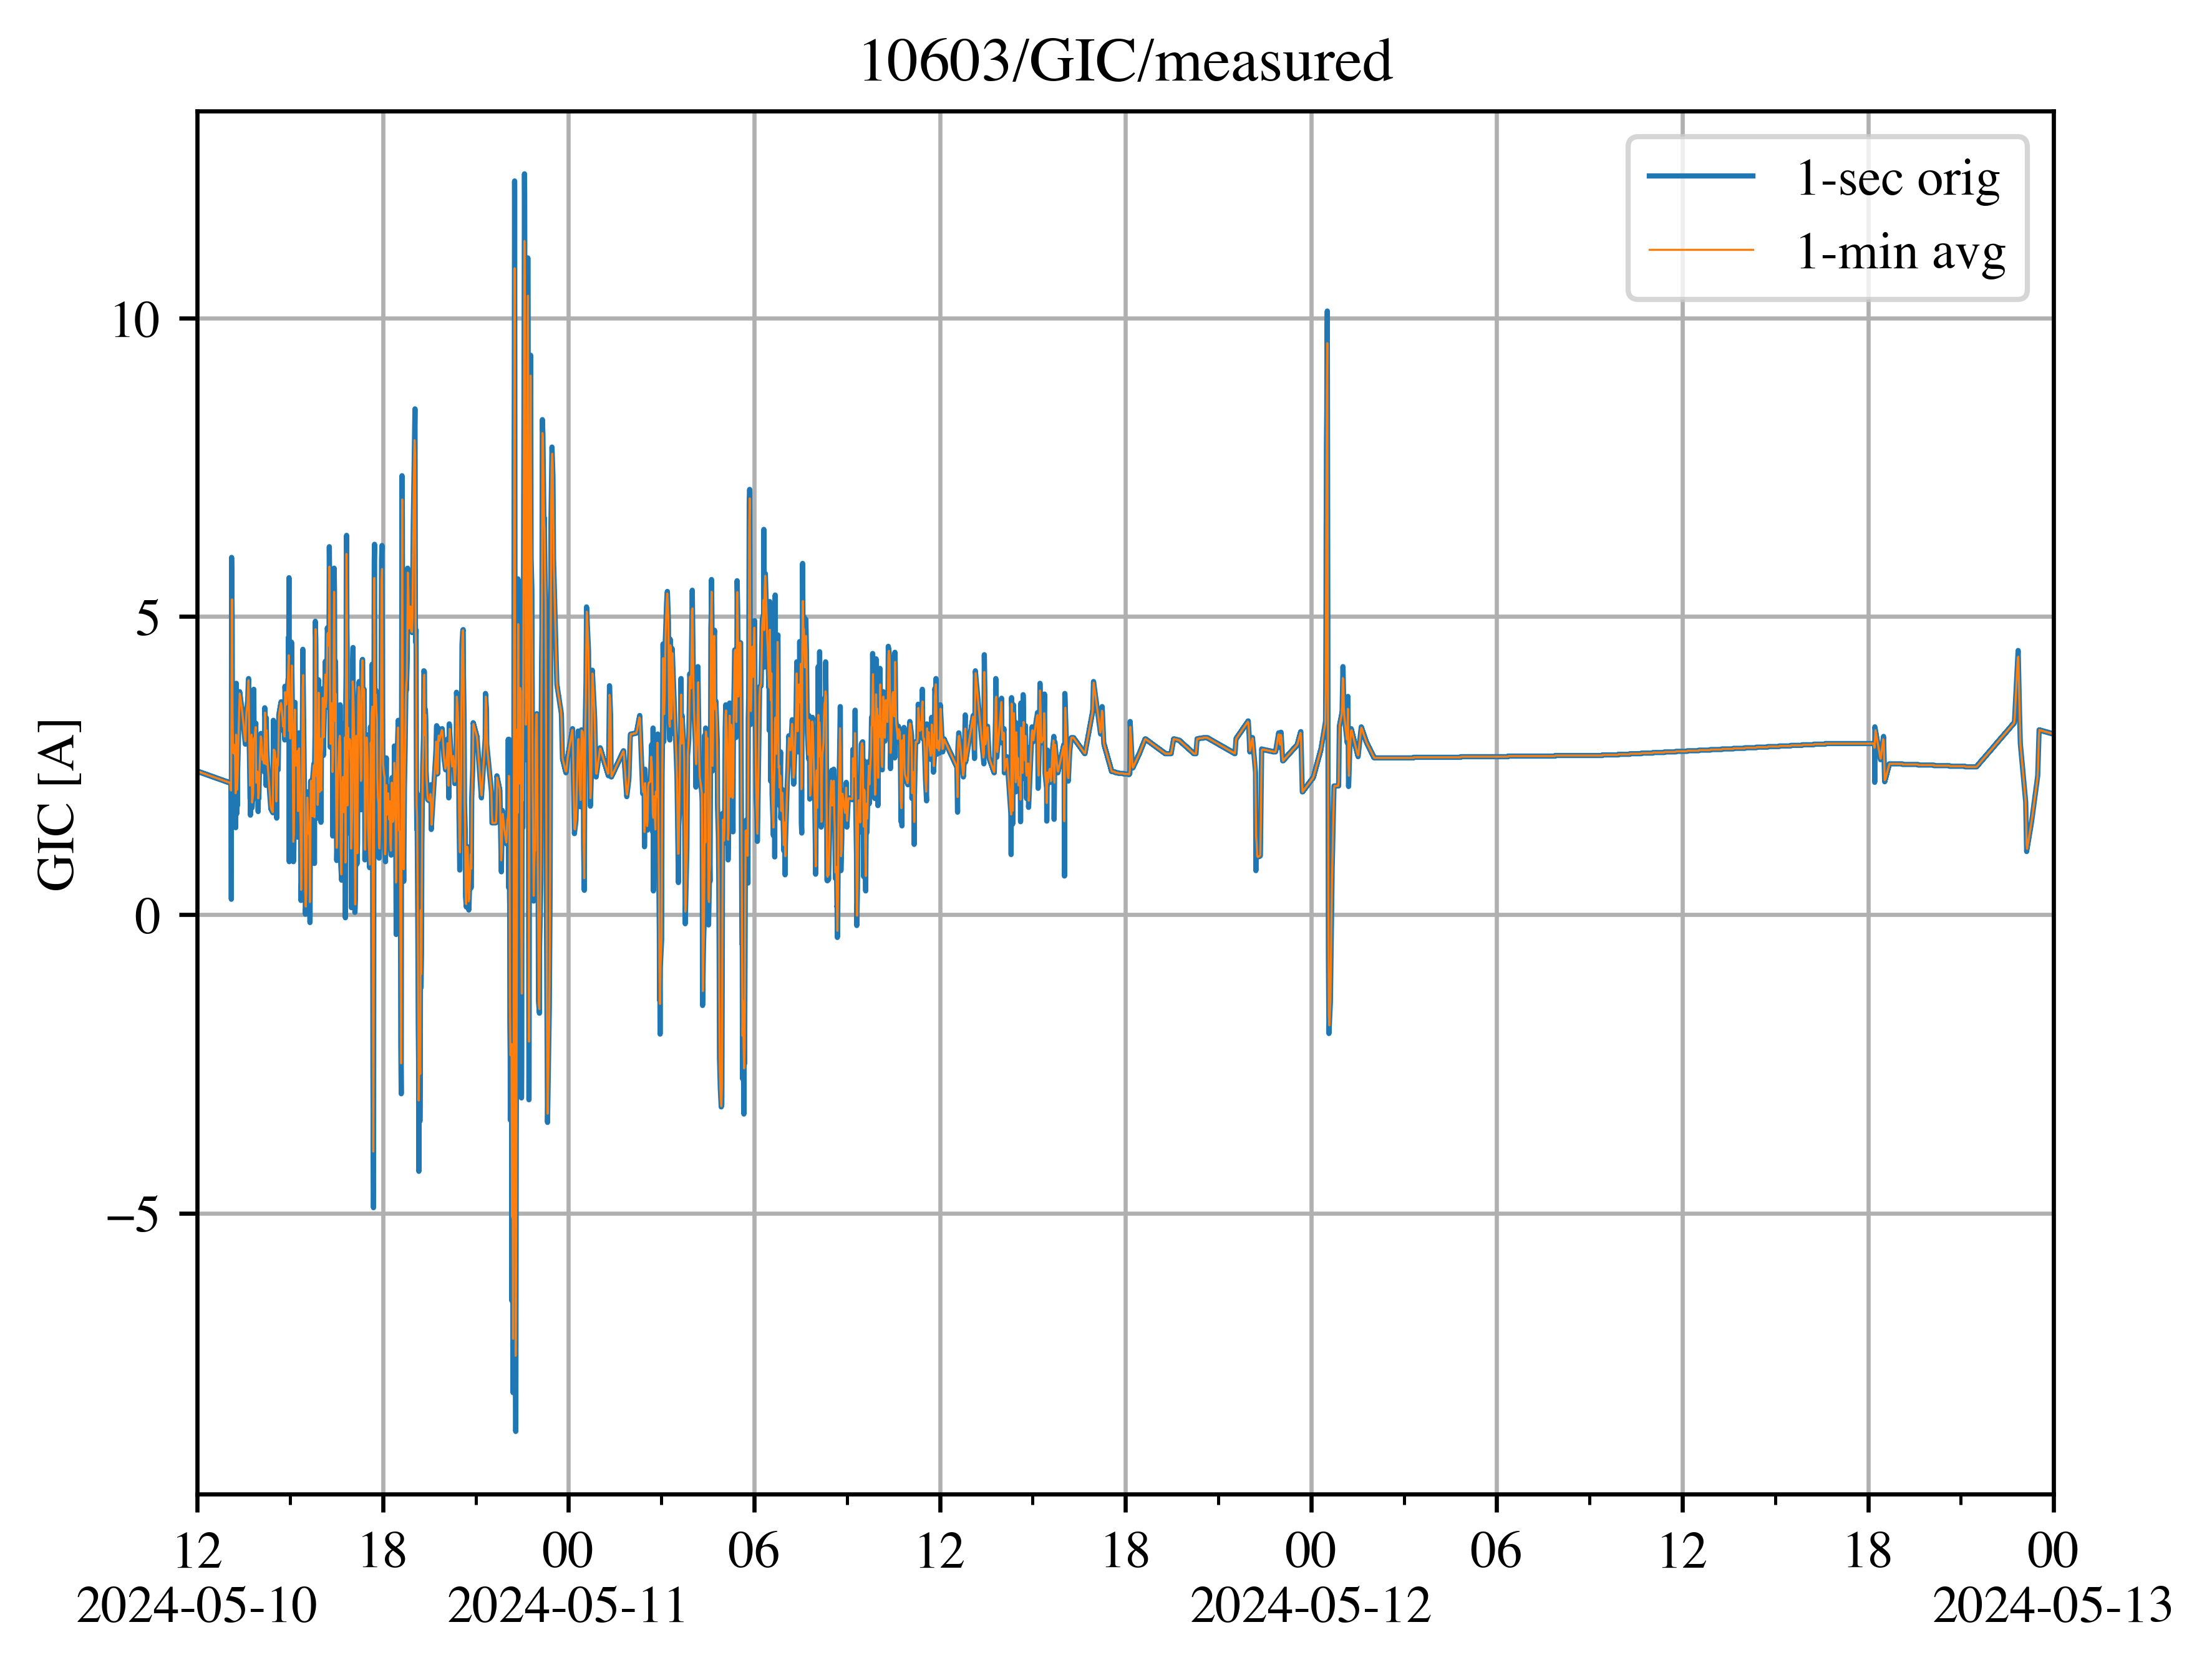 10603/GIC/measured
1-sec orig
1-min avg
GIC [A]
10
5
0
−5
12 18 00 06 12 18 00 06 12 18 00
2024-05-10 2024-05-11 2024-05-12 2024-05-13